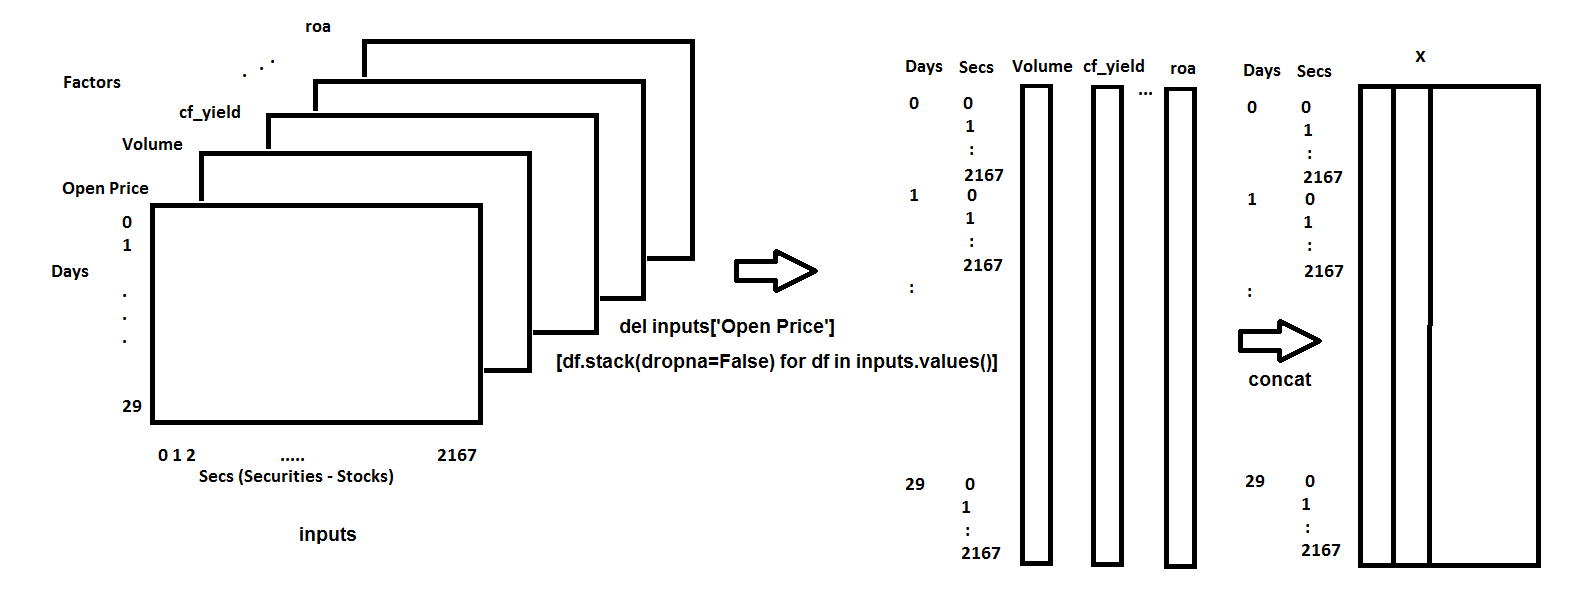 roa
. . .
Factors
cf_yield
Volume
Open Price
0
1
Days
.
.
.
29
0 1 2 ..... 2167
Secs (Securities - Stocks)
inputs
del inputs['Open Price']
[df.stack(dropna=False) for df in inputs.values()]
Days Secs Volume cf_yield ... roa
0 0
1
:
2167
1 0
1
:
2167
:
29 0
1
:
2167
concat
Days Secs X
0 0
1
:
2167
1 0
1
:
2167
:
29 0
1
:
2167